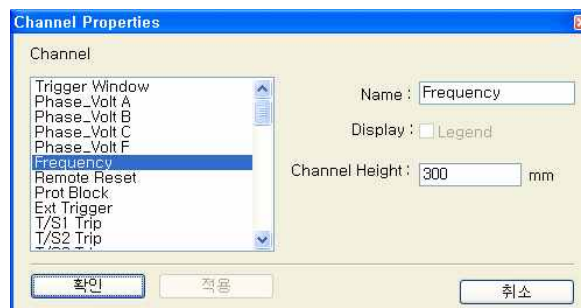 Channel Properties
Channel
Trigger Window
Phase_Volt A
Phase_Volt B
Phase_Volt C
Phase_Volt F
Frequency
Remote Reset
Prot Block
Ext Trigger
T/S1 Trip
T/S2 Trip
Name : Frequency
Display : Legend
Channel Height : 300 mm
확인 적용 취소